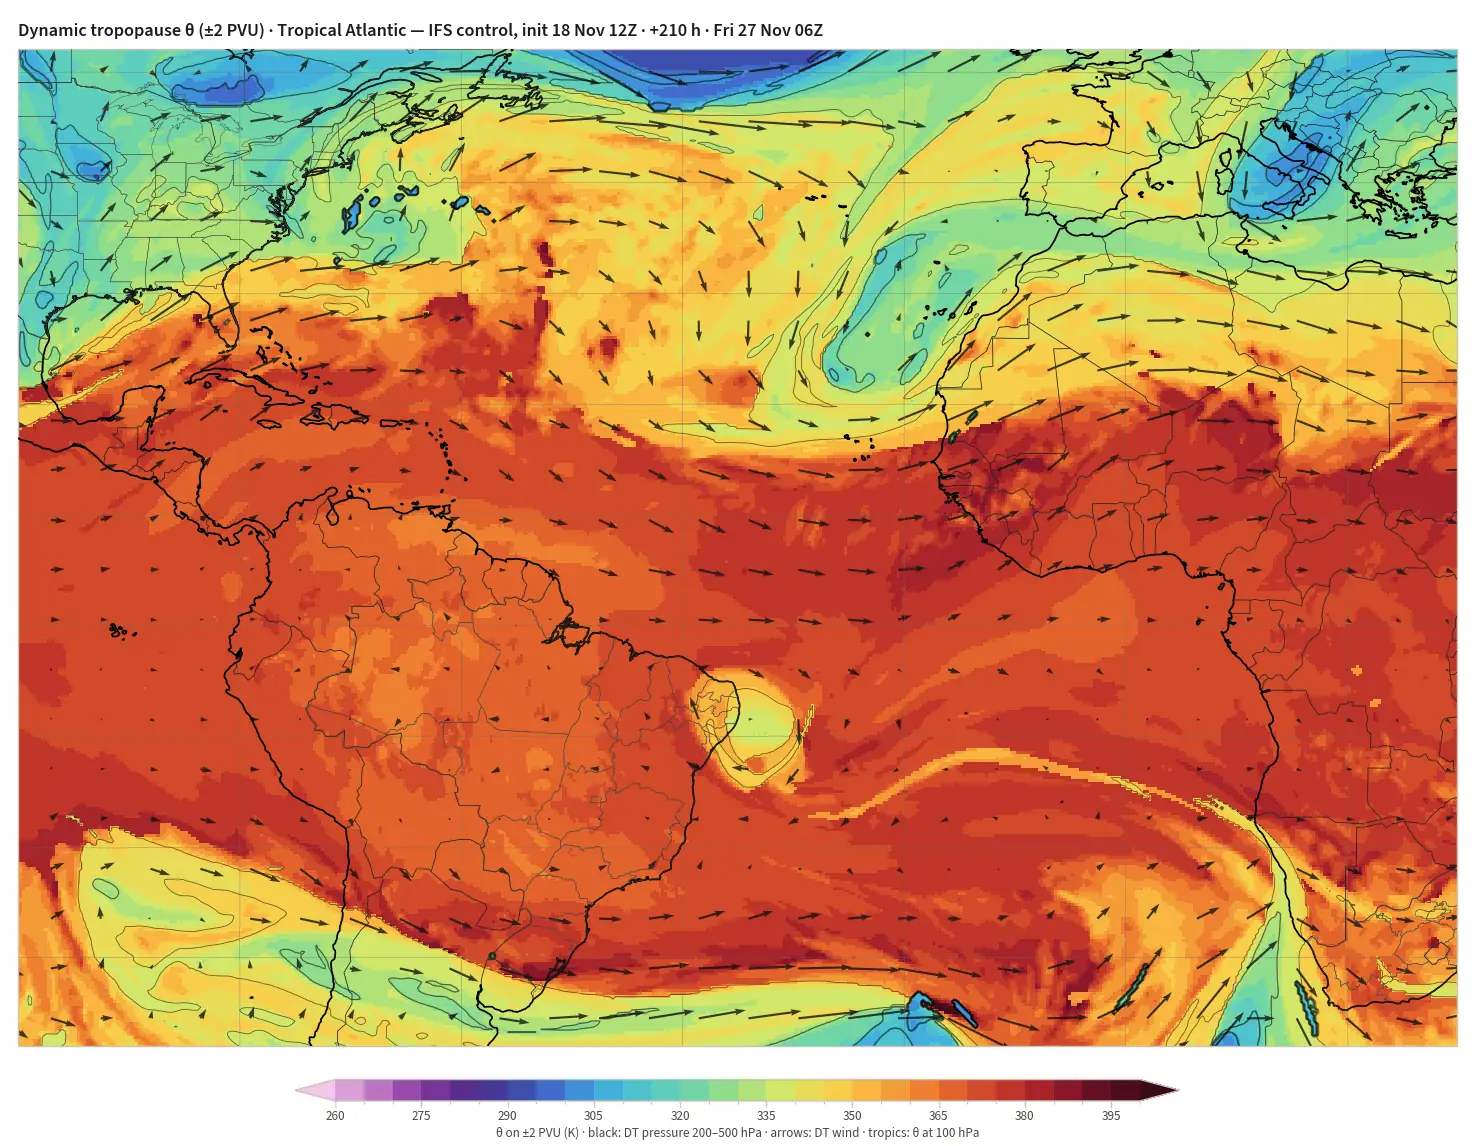 Dynamic tropopause θ (±2 PVU) · Tropical Atlantic — IFS control, init 18 Nov 12Z · +210 h · Fri 27 Nov 06Z
260 275 290 305 320 335 350 365 380 395
θ on ±2 PVU (K) · black: DT pressure 200–500 hPa · arrows: DT wind · tropics: θ at 100 hPa